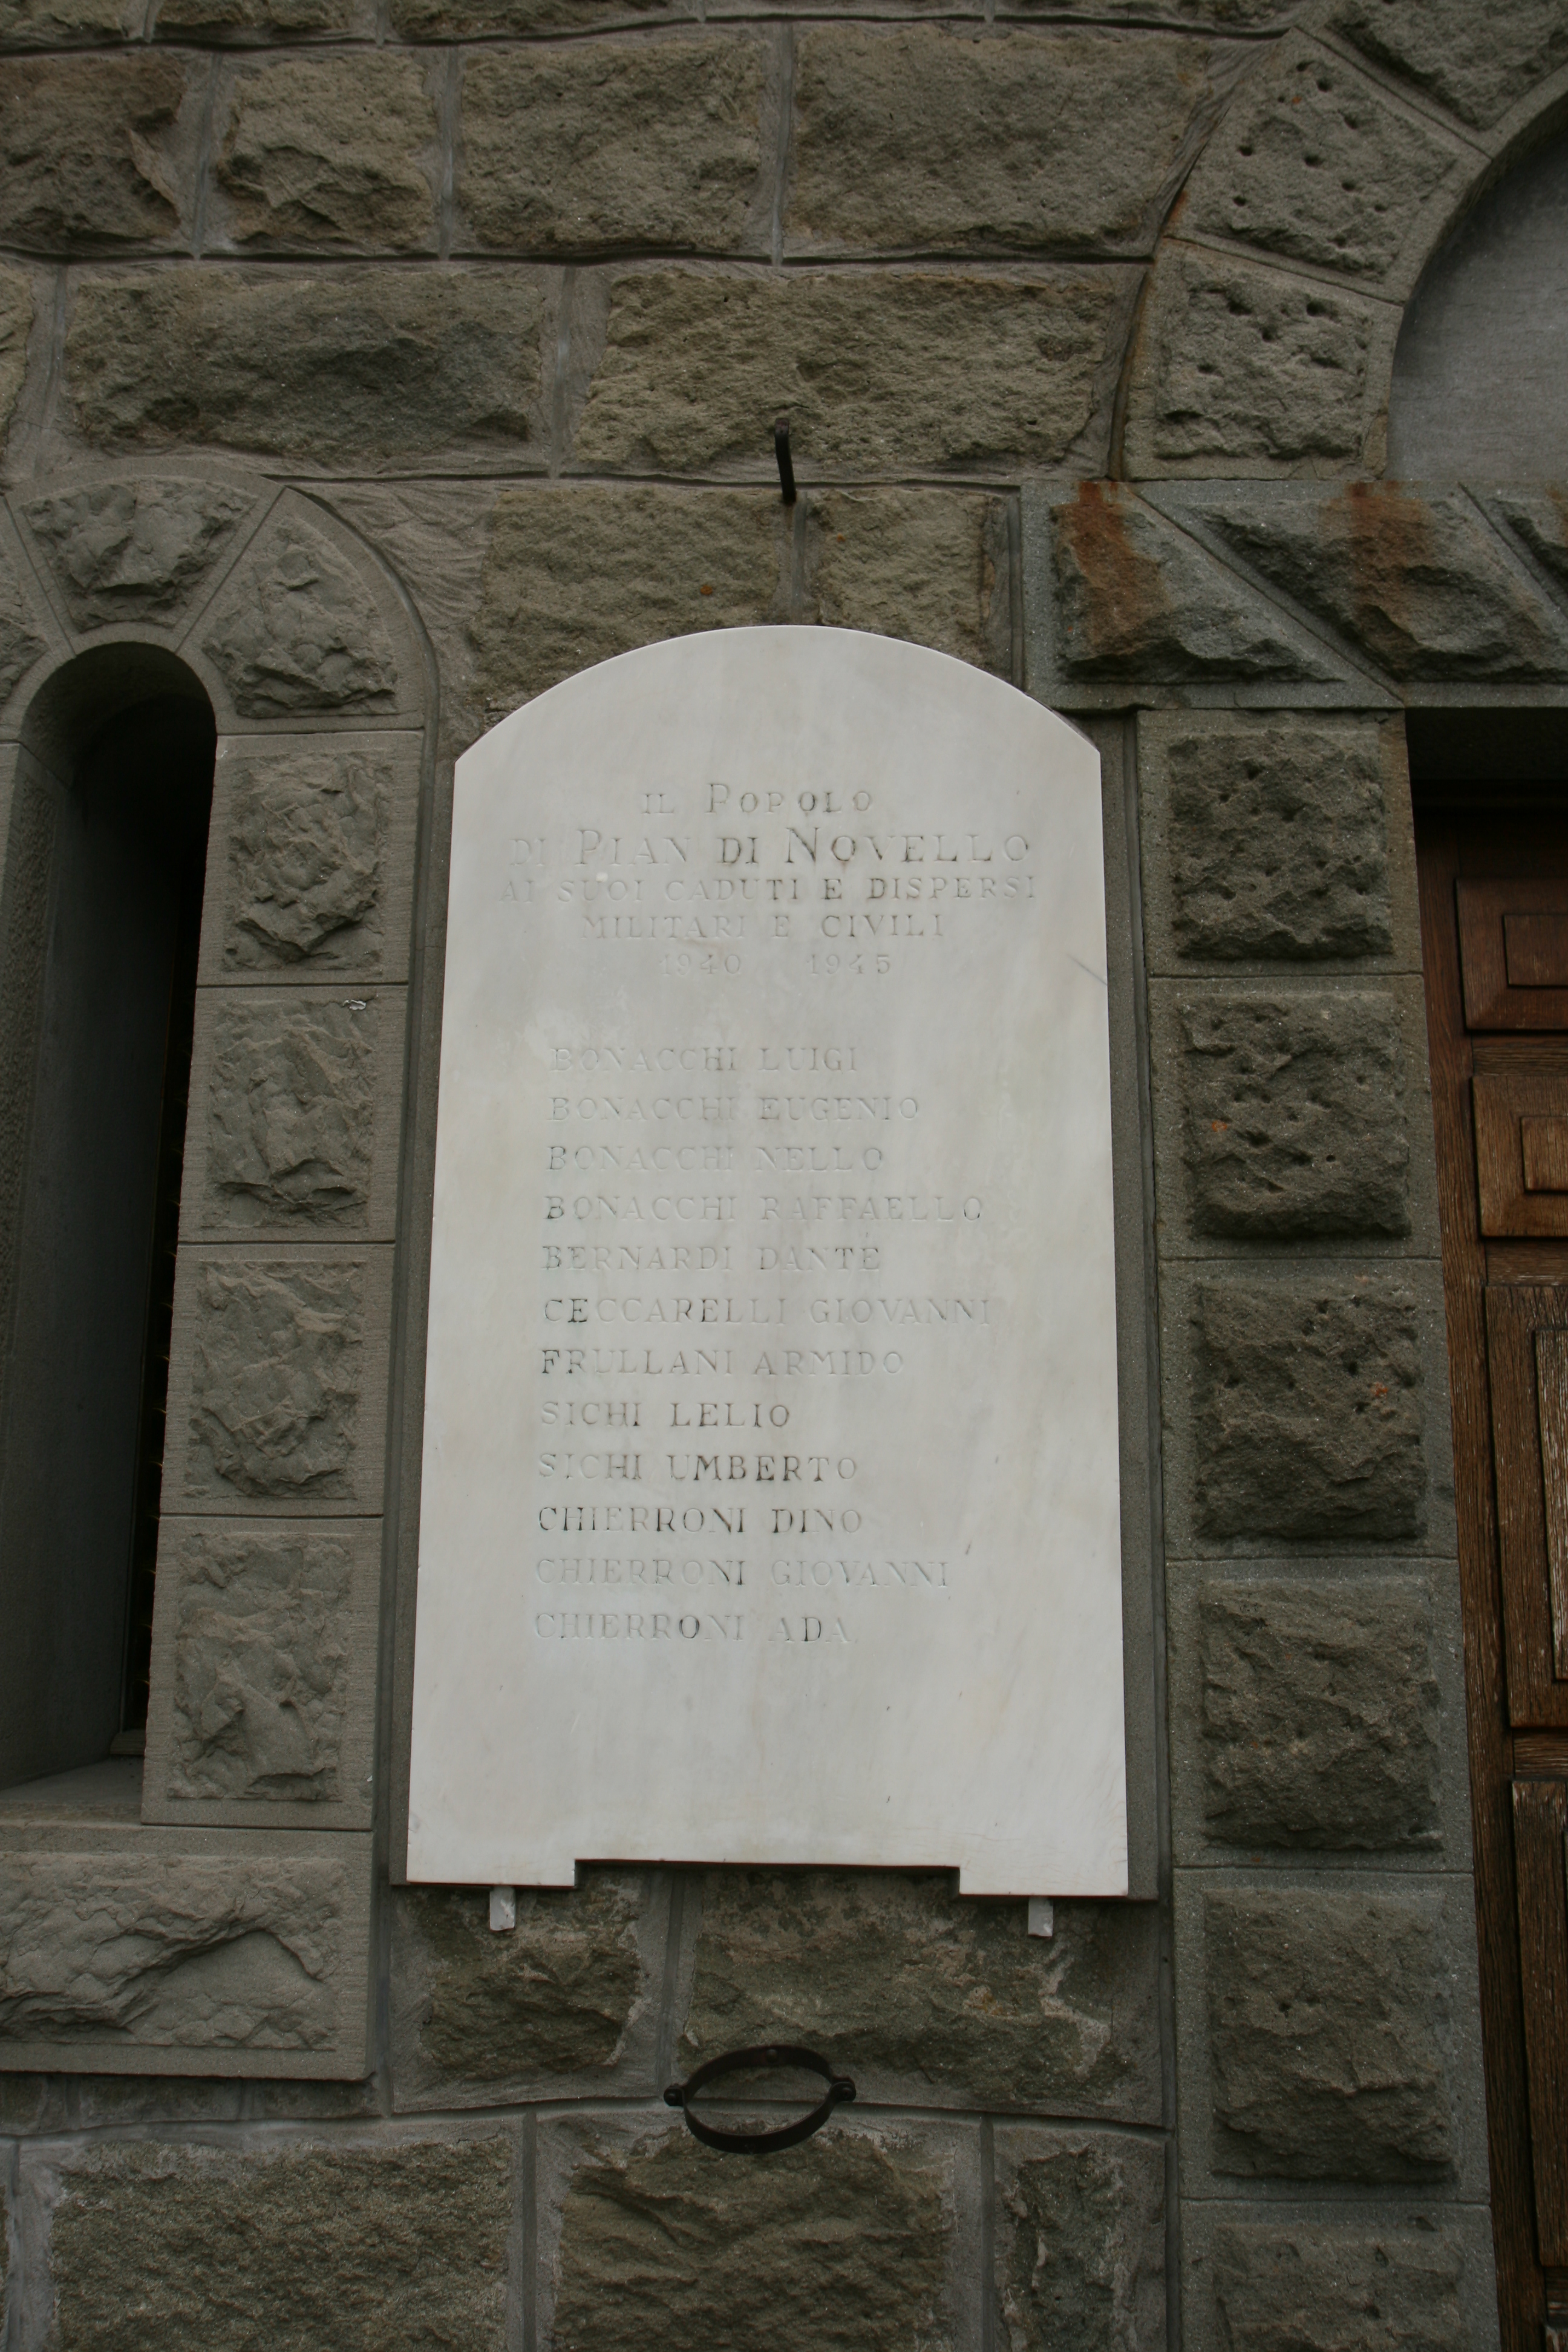 IL POPOLO
DI PIAN DI NOVELLO
AI SUOI CADUTI E DISPERSI
MILITARI E CIVILI
1940 1945
BONACCHI LUIGI
BONACCHI EUGENIO
BONACCHI NELLO
BONACCHI RAFFAELLO
BERNARDI DANTE
CECCARELLI GIOVANNI
FRULLANI ARMIDO
SICHI LELIO
SICHI UMBERTO
CHIERRONI DINO
CHIERRONI GIOVANNI
CHIERRONI ADA